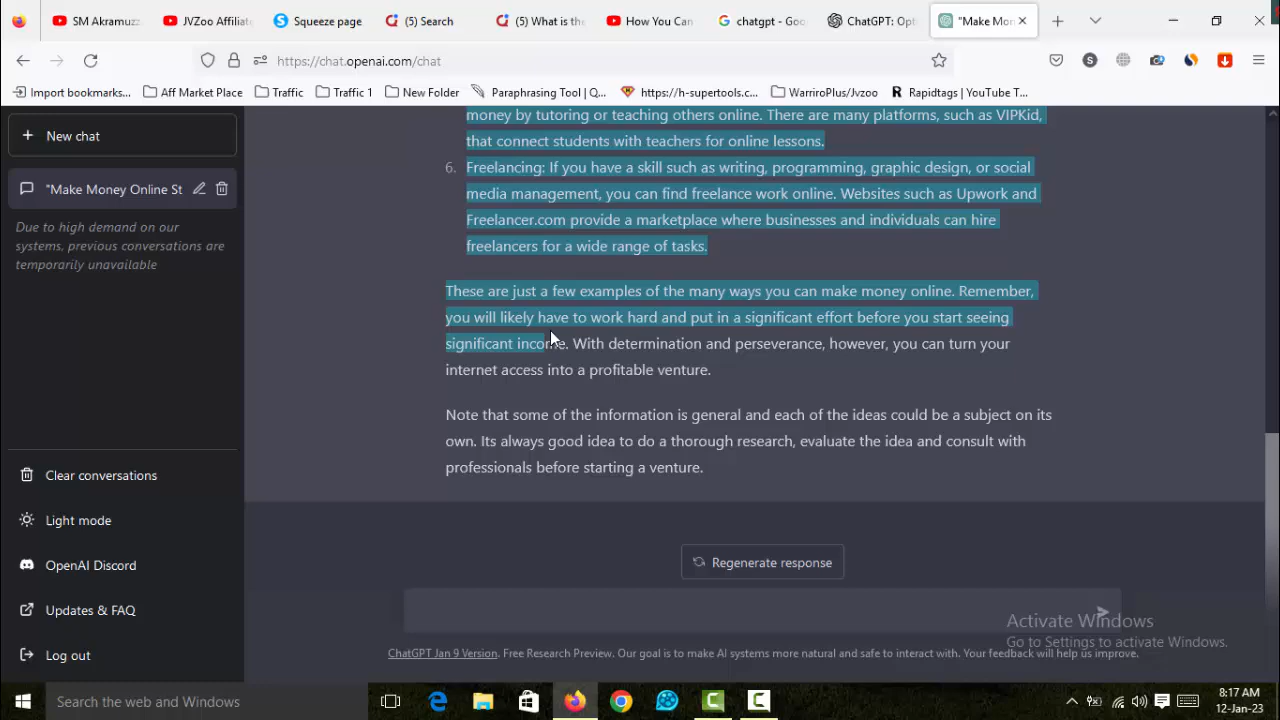 SM Akramuzz
JVZoo Affiliat
Squeeze page
(5) Search
(5) What is the
How You Can
chatgpt - Goo
ChatGPT: Opt
"Make Mon
https://chat.openai.com/chat
Import bookmarks...
Aff Market Place
Traffic
Traffic 1
New Folder
Paraphrasing Tool | Q...
https://h-supertools.c...
WarriroPlus/Jvzoo
Rapidtags | YouTube T...
New chat
"Make Money Online St
Due to high demand on our
systems, previous conversations are
temporarily unavailable
Clear conversations
Light mode
OpenAI Discord
Updates & FAQ
Log out
money by tutoring or teaching others online. There are many platforms, such as VIPKid,
that connect students with teachers for online lessons.
6. Freelancing: If you have a skill such as writing, programming, graphic design, or social
media management, you can find freelance work online. Websites such as Upwork and
Freelancer.com provide a marketplace where businesses and individuals can hire
freelancers for a wide range of tasks.
These are just a few examples of the many ways you can make money online. Remember,
you will likely have to work hard and put in a significant effort before you start seeing
significant income. With determination and perseverance, however, you can turn your
internet access into a profitable venture.
Note that some of the information is general and each of the ideas could be a subject on its
own. Its always good idea to do a thorough research, evaluate the idea and consult with
professionals before starting a venture.
Regenerate response
Activate Windows
Go to Settings to activate Windows.
ChatGPT Jan 9 Version. Free Research Preview. Our goal is to make AI systems more natural and safe to interact with. Your feedback will help us improve.
Search the web and Windows
8:17 AM
12-Jan-23